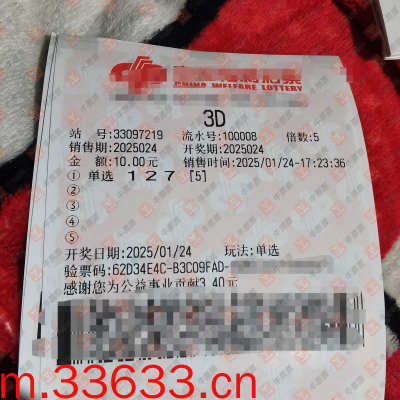 CHINA WELFARE LOTTERY
3D
站 号:33097219 流水号:100008 倍数:5
销售期:2025024 开奖期:2025024
金 额:10.00元 销售时间:2025/01/24-17:23:36
① 单选 1 2 7 [5]
②
③
④
⑤
开奖日期:2025/01/24 玩法:单选
验票码:62D34E4C-B3C09FAD-
感谢您为公益事业贡献3.40元
m.33633.cn